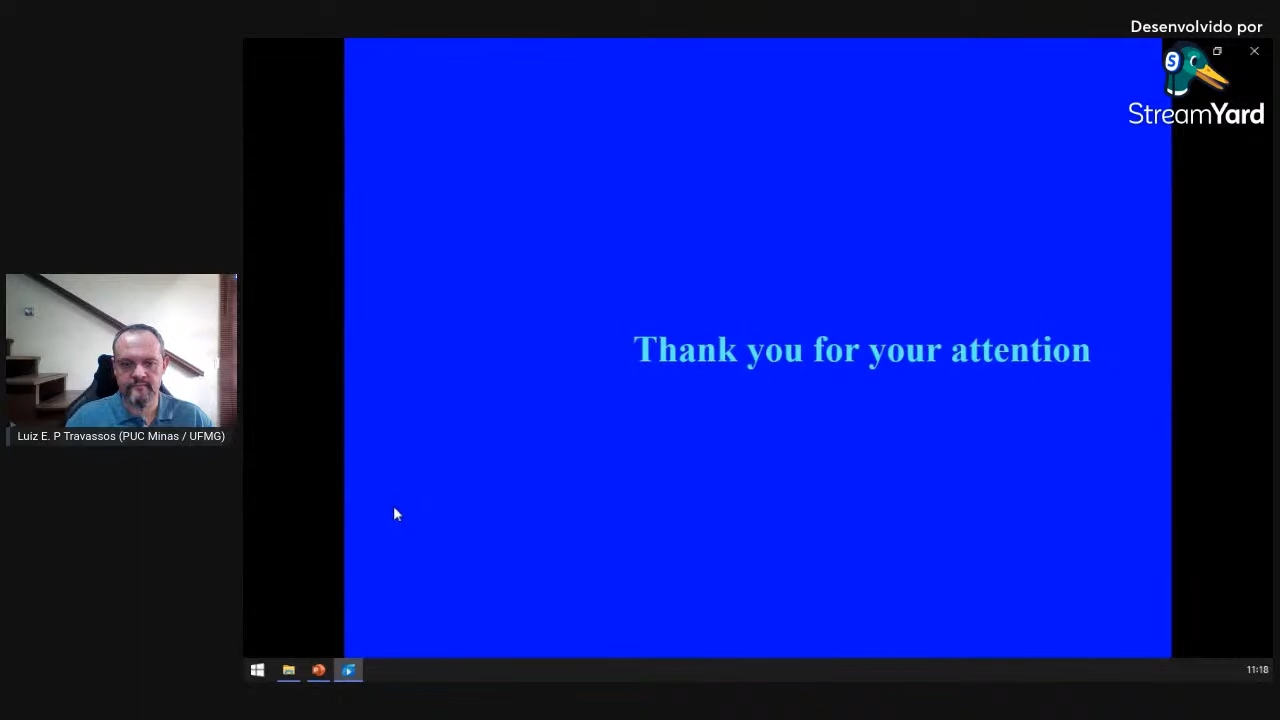 Desenvolvido por
StreamYard
Thank you for your attention
Luiz E. P Travassos (PUC Minas / UFMG)
11:18